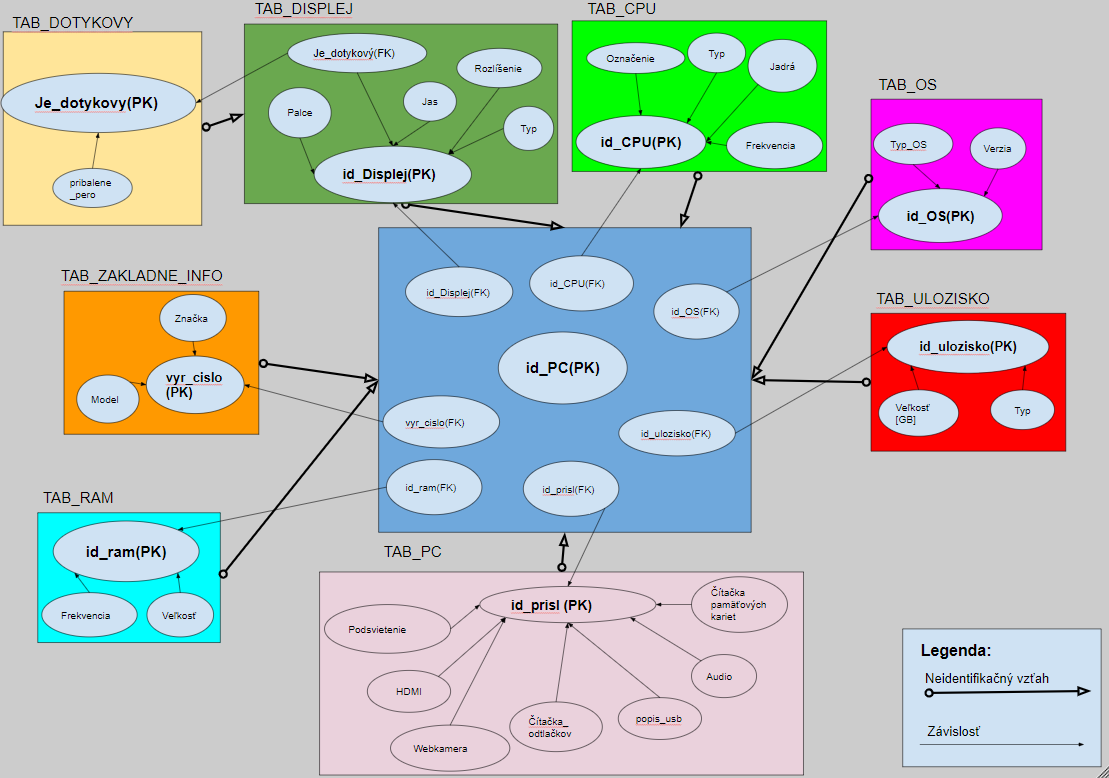 TAB_DOTYKOVY
Je_dotykovy(PK)
pribalene
_pero
TAB_DISPLEJ
Je_dotykový(FK)
Rozlíšenie
Palce
Jas
Typ
id_Displej(PK)
TAB_CPU
Označenie
Typ
Jadrá
id_CPU(PK)
Frekvencia
TAB_OS
Typ_OS
Verzia
id_OS(PK)
TAB_ZAKLADNE_INFO
Značka
vyr_cislo
(PK)
Model
id_Displej(FK)
id_CPU(FK)
id_OS(FK)
id_PC(PK)
vyr_cislo(FK)
id_ulozisko(FK)
id_ram(FK)
id_prisl(FK)
TAB_PC
TAB_ULOZISKO
id_ulozisko(PK)
Veľkosť
[GB]
Typ
TAB_RAM
id_ram(PK)
Frekvencia
Veľkosť
id_prisl (PK)
Čítačka
pamäťových
kariet
Podsvietenie
HDMI
Audio
Webkamera
Čítačka_
odtlačkov
popis_usb
Legenda:
Neidentifikačný vzťah
Závislosť